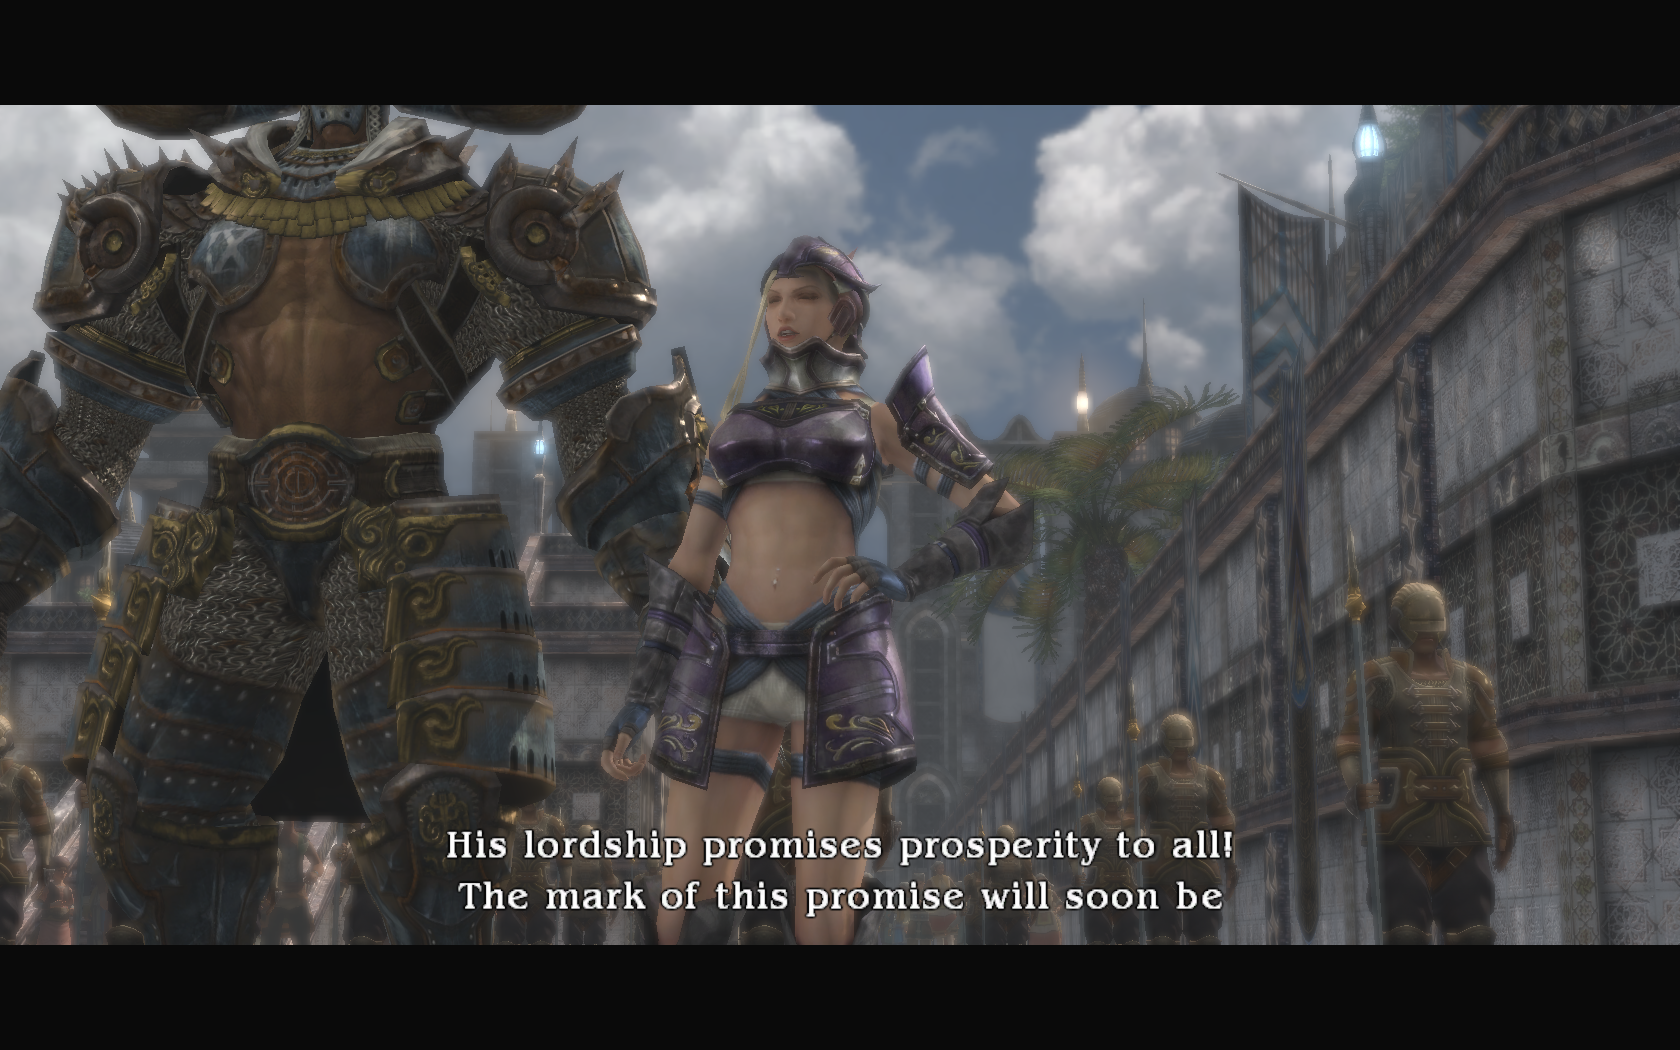 His lordship promises prosperity to all!
The mark of this promise will soon be